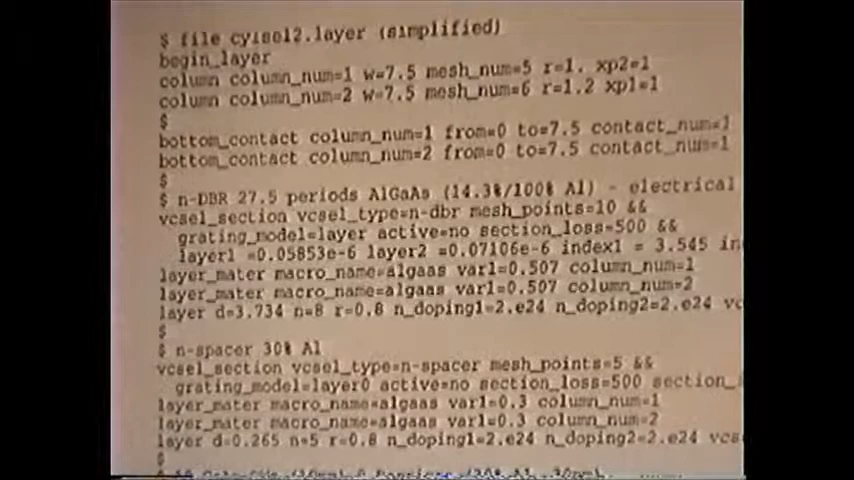 $ file cyisel2.layer (simplified)
begin_layer
column column_num=1 w=7.5 mesh_num=5 r=1. xp2=1
column column_num=2 w=7.5 mesh_num=6 r=1.2 xp1=1
$
bottom_contact column_num=1 from=0 to=7.5 contact_num=1
bottom_contact column_num=2 from=0 to=7.5 contact_num=1
$
$ n-DBR 27.5 periods AlGaAs (14.3%/100% Al) - electrical
vcsel_section vcsel_type=n-dbr mesh_points=10 &&
grating_model=layer active=no section_loss=500 &&
layer1 =0.05853e-6 layer2 =0.07106e-6 index1 = 3.545 in
layer_mater macro_name=algaas var1=0.507 column_num=1
layer_mater macro_name=algaas var1=0.507 column_num=2
layer d=3.734 n=8 r=0.8 n_doping1=2.e24 n_doping2=2.e24 vc
$
$ n-spacer 30% Al
vcsel_section vcsel_type=n-spacer mesh_points=5 &&
grating_model=layer0 active=no section_loss=500 section_
layer_mater macro_name=algaas var1=0.3 column_num=1
layer_mater macro_name=algaas var1=0.3 column_num=2
layer d=0.265 n=5 r=0.8 n_doping1=2.e24 n_doping2=2.e24 vcs
$